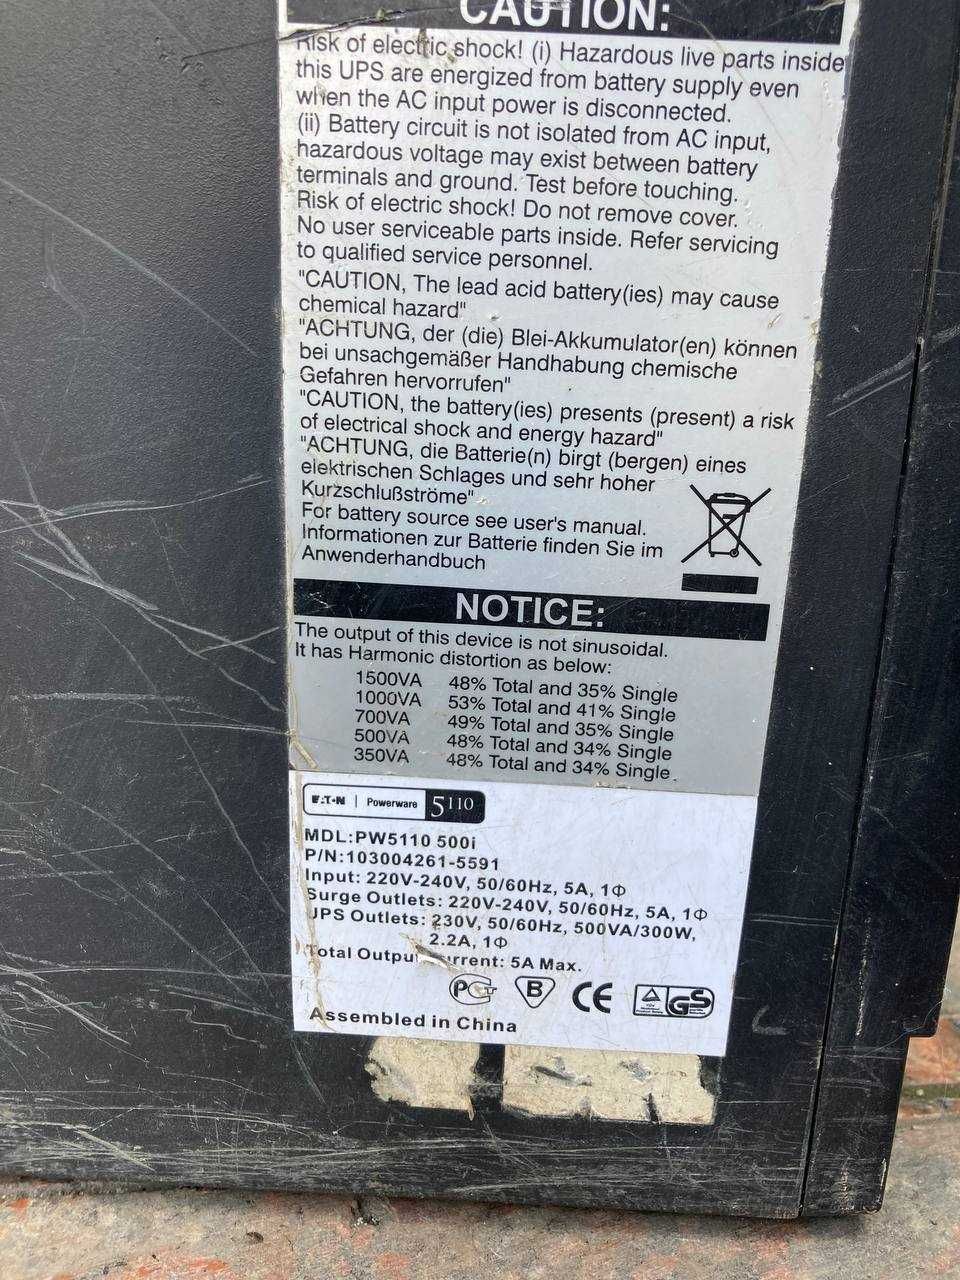 CAUTION:
Risk of electric shock! (i) Hazardous live parts inside
this UPS are energized from battery supply even
when the AC input power is disconnected.
(ii) Battery circuit is not isolated from AC input,
hazardous voltage may exist between battery
terminals and ground. Test before touching.
Risk of electric shock! Do not remove cover.
No user serviceable parts inside. Refer servicing
to qualified service personnel.
"CAUTION, The lead acid battery(ies) may cause
chemical hazard"
"ACHTUNG, der (die) Blei-Akkumulator(en) können
bei unsachgemäßer Handhabung chemische
Gefahren hervorrufen"
"CAUTION, the battery(ies) presents (present) a risk
of electrical shock and energy hazard"
"ACHTUNG, die Batterie(n) birgt (bergen) eines
elektrischen Schlages und sehr hoher
Kurzschlußströme"
For battery source see user's manual.
Informationen zur Batterie finden Sie im
Anwenderhandbuch
NOTICE:
The output of this device is not sinusoidal.
It has Harmonic distortion as below:
1500VA 48% Total and 35% Single
1000VA 53% Total and 41% Single
700VA 49% Total and 35% Single
500VA 48% Total and 34% Single
350VA 48% Total and 34% Single
EATON | Powerware 5110
MDL:PW5110 500i
P/N:103004261-5591
Input: 220V-240V, 50/60Hz, 5A, 1Φ
Surge Outlets: 220V-240V, 50/60Hz, 5A, 1Φ
UPS Outlets: 230V, 50/60Hz, 500VA/300W,
2.2A, 1Φ
Total Output Current: 5A Max.
PCT B CE TÜV GS
Assembled in China